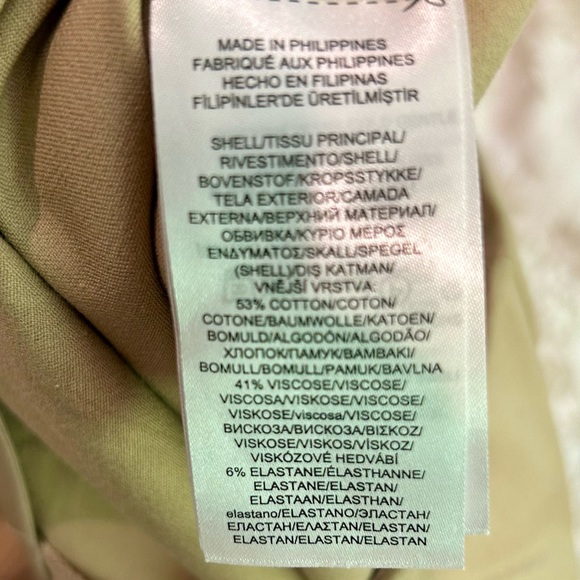 MADE IN PHILIPPINES
FABRIQUÉ AUX PHILIPPINES
HECHO EN FILIPINAS
FİLİPİNLER'DE ÜRETİLMİŞTİR
SHELL/TISSU PRINCIPAL/
RIVESTIMENTO/SHELL/
BOVENSTOF/KROPSSTYKKE/
TELA EXTERIOR/CAMADA
EXTERNA/ВЕРХНИЙ МАТЕРИАЛ/
ОБВИВКА/ΚΥΡΙΟ ΜΕΡΟΣ
ΕΝΔΥΜΑΤΟΣ/SKALL/SPEGEL
(SHELL)/DIŞ KATMAN/
VNĚJŠÍ VRSTVA:
53% COTTON/COTON/
COTONE/BAUMWOLLE/KATOEN/
BOMULD/ALGODÓN/ALGODÃO/
ХЛОПОК/ПАМУК/ΒΑΜΒΑΚΙ/
BOMULL/BOMULL/PAMUK/BAVLNA
41% VISCOSE/VISCOSE/
VISCOSA/VISKOSE/VISCOSE/
VISKOSE/viscosa/VISCOSE/
ВИСКОЗА/ВИСКОЗА/ΒΙΣΚΟΖ/
VISKOSE/VISKOS/VİSKOZ/
VISKÓZOVÉ HEDVÁBÍ
6% ELASTANE/ÉLASTHANNE/
ELASTANE/ELASTAN/
ELASTAAN/ELASTHAN/
elastano/ELASTANO/ЭЛАСТАН/
ЕЛАСТАН/ΕΛΑΣΤΑΝ/ELASTAN/
ELASTAN/ELASTAN/ELASTAN